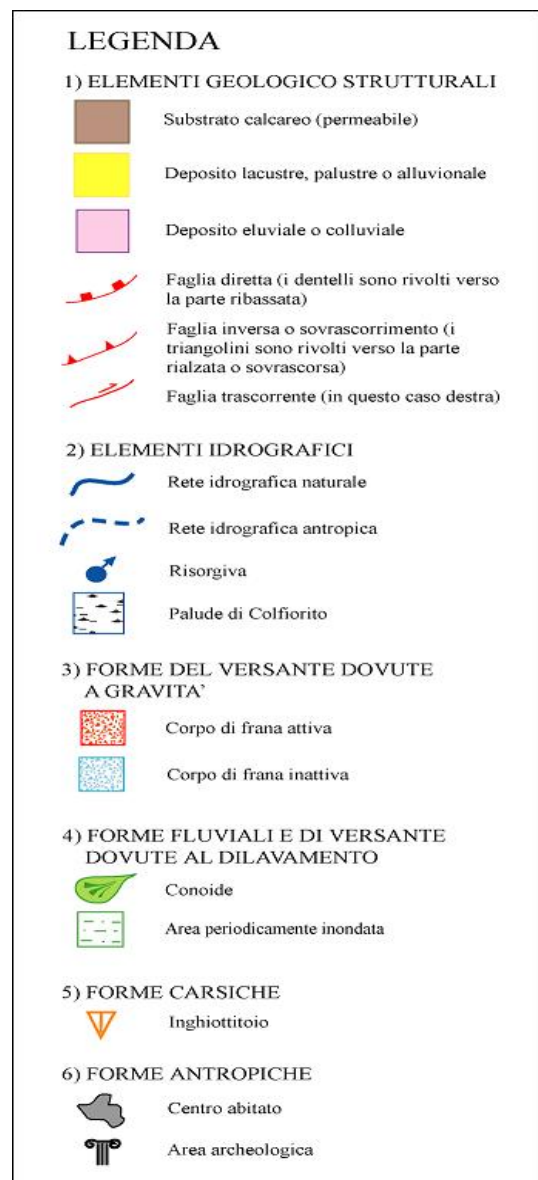 LEGENDA
1) ELEMENTI GEOLOGICO STRUTTURALI
Substrato calcareo (permeabile)
Deposito lacustre, palustre o alluvionale
Deposito eluviale o colluviale
Faglia diretta (i dentelli sono rivolti verso
la parte ribassata)
Faglia inversa o sovrascorrimento (i
triangolini sono rivolti verso la parte
rialzata o sovrascorsa)
Faglia trascorrente (in questo caso destra)
2) ELEMENTI IDROGRAFICI
Rete idrografica naturale
Rete idrografica antropica
Risorgiva
Palude di Colfiorito
3) FORME DEL VERSANTE DOVUTE
A GRAVITA’
Corpo di frana attiva
Corpo di frana inattiva
4) FORME FLUVIALI E DI VERSANTE
DOVUTE AL DILAVAMENTO
Conoide
Area periodicamente inondata
5) FORME CARSICHE
Inghiottitoio
6) FORME ANTROPICHE
Centro abitato
Area archeologica